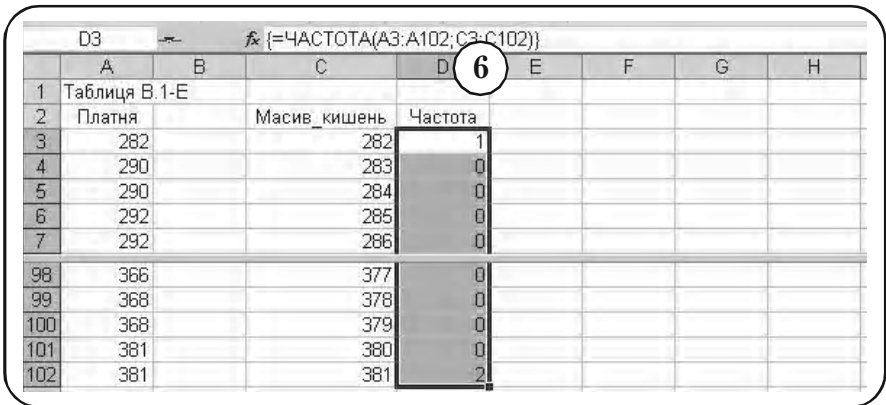 D3 fx {=ЧАСТОТА(A3:A102;C3:C102)}
A B C D 6 E F G H
1 Таблиця В.1-Е
2 Платня Масив_кишень Частота
3 282 282 1
4 290 283 0
5 290 284 0
6 292 285 0
7 292 286 0
98 366 377 0
99 368 378 0
100 368 379 0
101 381 380 0
102 381 381 2